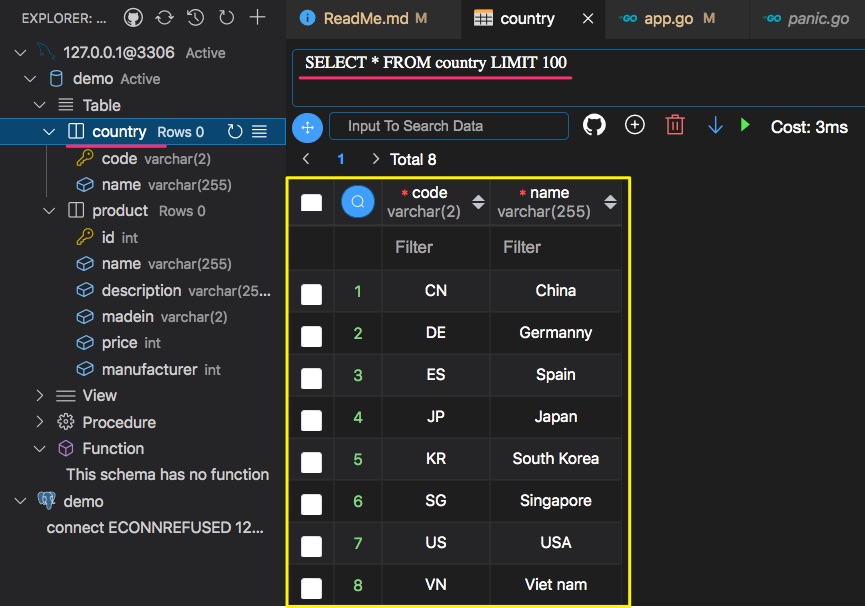 EXPLORER: ...
127.0.0.1@3306 Active
demo Active
Table
country Rows 0
code varchar(2)
name varchar(255)
product Rows 0
id int
name varchar(255)
description varchar(25...
madein varchar(2)
price int
manufacturer int
View
Procedure
Function
This schema has no function
demo
connect ECONNREFUSED 12...
ReadMe.md M
country
app.go M
panic.go
SELECT * FROM country LIMIT 100
Input To Search Data
Cost: 3ms
1
Total 8
* code
varchar(2)
* name
varchar(255)
Filter Filter
1 CN China
2 DE Germanny
3 ES Spain
4 JP Japan
5 KR South Korea
6 SG Singapore
7 US USA
8 VN Viet nam